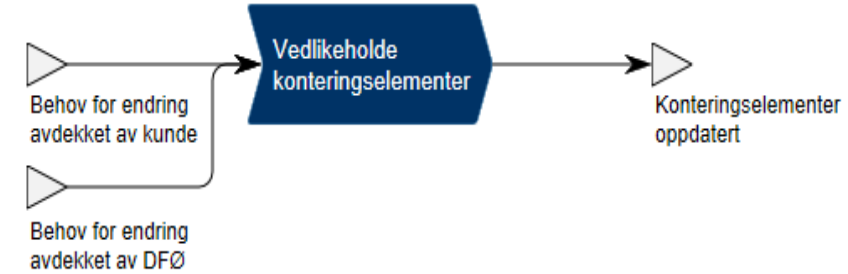 Vedlikeholde
konteringselementer
Behov for endring
avdekket av kunde
Konteringselementer
oppdatert
Behov for endring
avdekket av DFØ